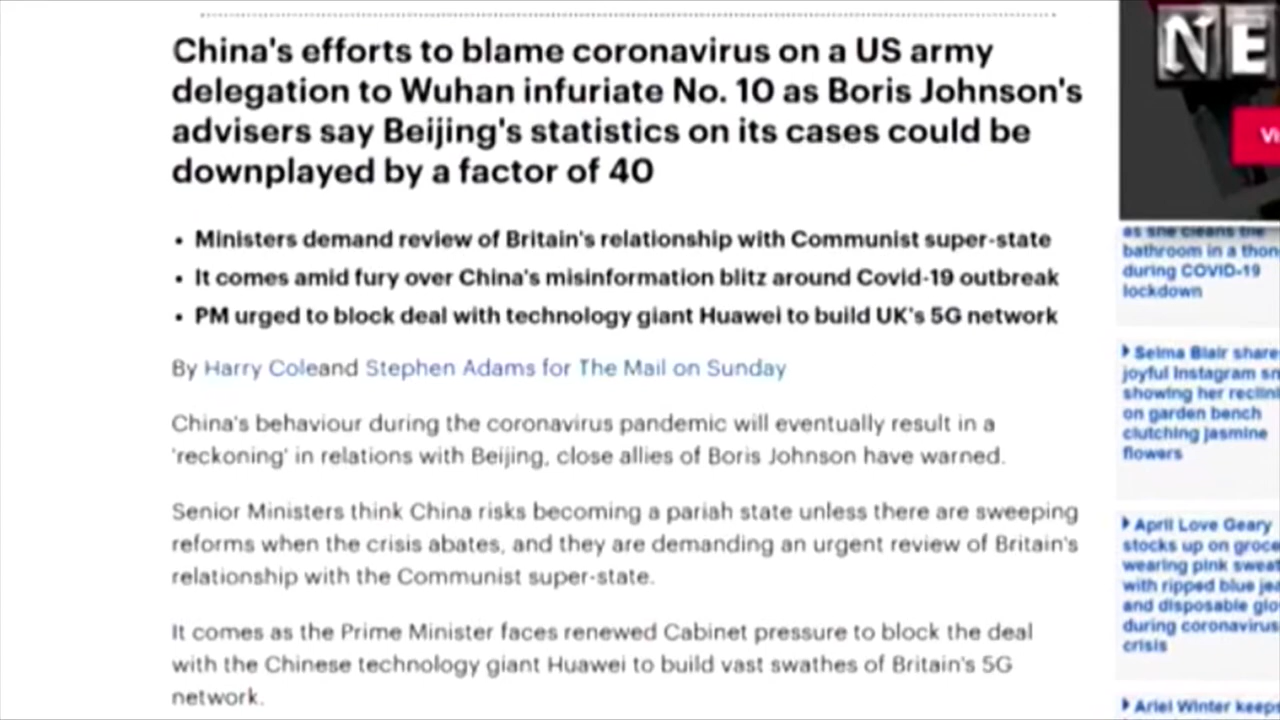 China's efforts to blame coronavirus on a US army
delegation to Wuhan infuriate No. 10 as Boris Johnson's
advisers say Beijing's statistics on its cases could be
downplayed by a factor of 40
• Ministers demand review of Britain's relationship with Communist super-state
• It comes amid fury over China's misinformation blitz around Covid-19 outbreak
• PM urged to block deal with technology giant Huawei to build UK's 5G network
By Harry Coleand Stephen Adams for The Mail on Sunday
China's behaviour during the coronavirus pandemic will eventually result in a
'reckoning' in relations with Beijing, close allies of Boris Johnson have warned.
Senior Ministers think China risks becoming a pariah state unless there are sweeping
reforms when the crisis abates, and they are demanding an urgent review of Britain's
relationship with the Communist super-state.
It comes as the Prime Minister faces renewed Cabinet pressure to block the deal
with the Chinese technology giant Huawei to build vast swathes of Britain's 5G
network.
NE
as she cleans the
bathroom in a
during COVID-19
lockdown
Selma Blair
joyful Instagram
showing her
on garden bench
clutching jasmine
flowers
April Love Geary
stocks up on
wearing pink
with ripped blue
and disposable
during coronavirus
crisis
Ariel Winter